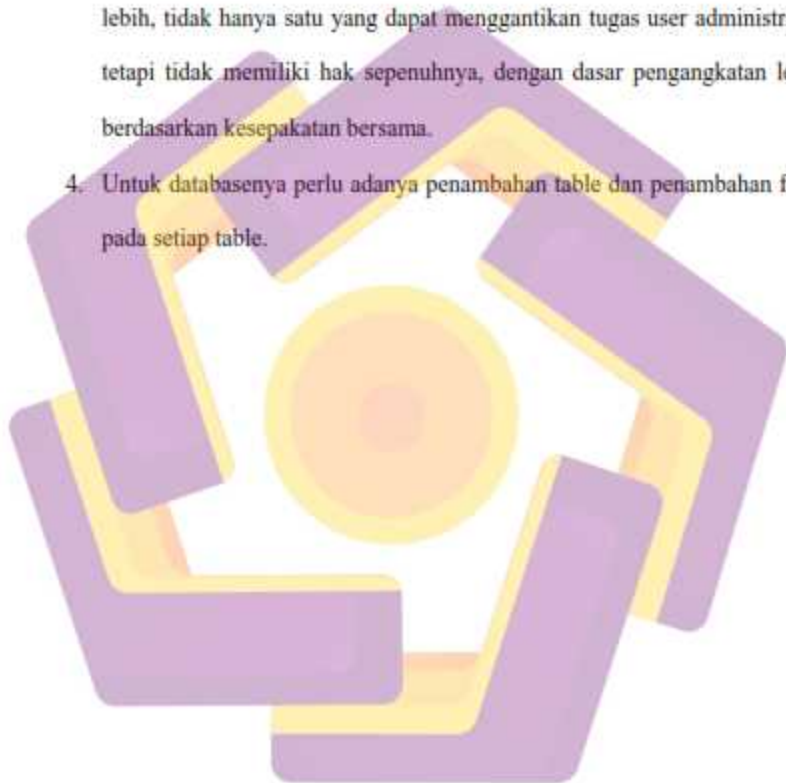 lebih, tidak hanya satu yang dapat menggantikan tugas user
tetapi tidak memiliki hak sepenuhnya, dengan dasar pengangkatan
berdasarkan kesepakatan bersama.
4. Untuk databasenya perlu adanya penambahan table dan penambahan
pada setiap table.